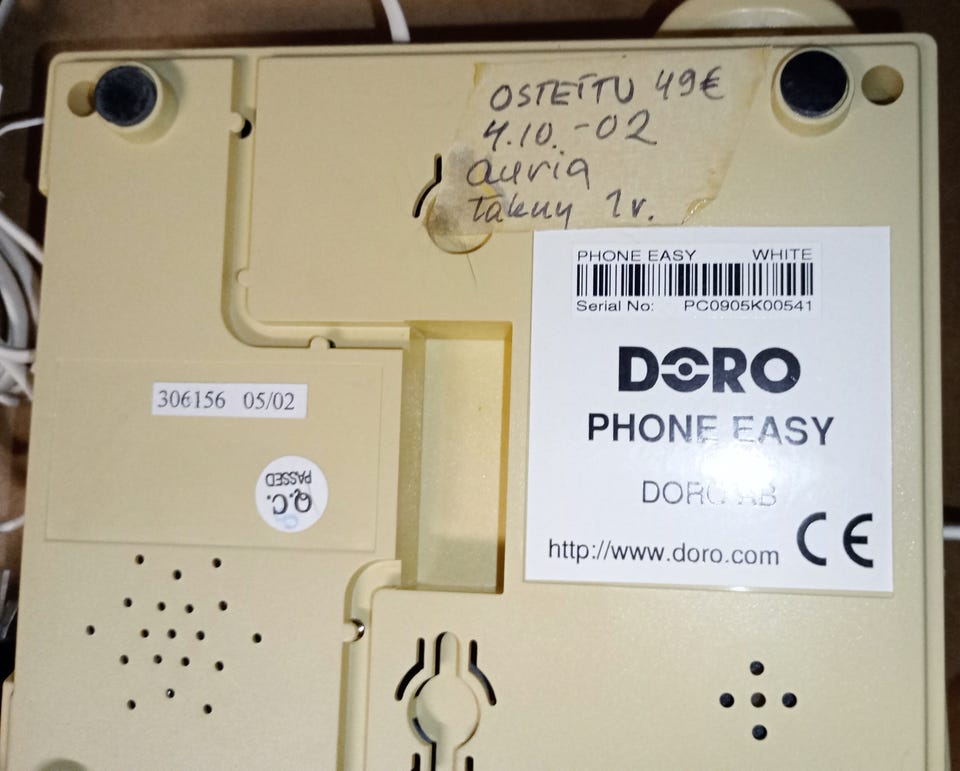 OSTETTU 49€
4.10.-02
auria
Takuu 1v.
PHONE EASY WHITE
Serial No: PC0905K00541
DORO
PHONE EASY
DORO AB
http://www.doro.com
CE
306156 05/02
Q.C.
PASSED